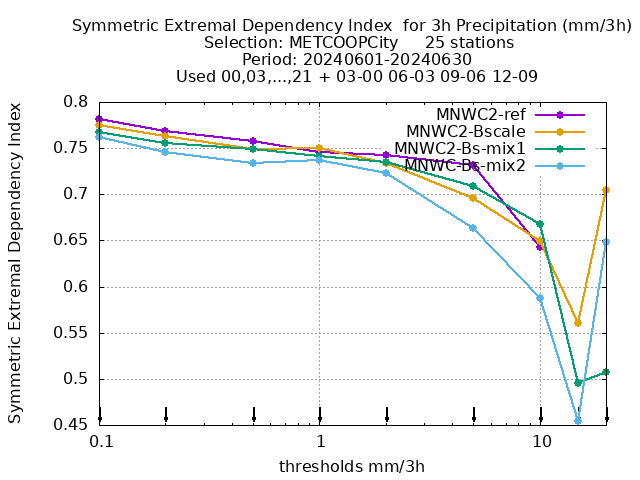 Symmetric Extremal Dependency Index  for 3h Precipitation (mm/3h)
Selection: METCOOPCity     25 stations
Period: 20240601-20240630
Used 00,03,...,21 + 03-00 06-03 09-06 12-09
Symmetric Extremal Dependency Index
0.8
0.75
0.7
0.65
0.6
0.55
0.5
0.45
MNWC2-ref
MNWC2-Bscale
MNWC2-Bs-mix1
MNWC-Bs-mix2
0.1 1 10
thresholds mm/3h